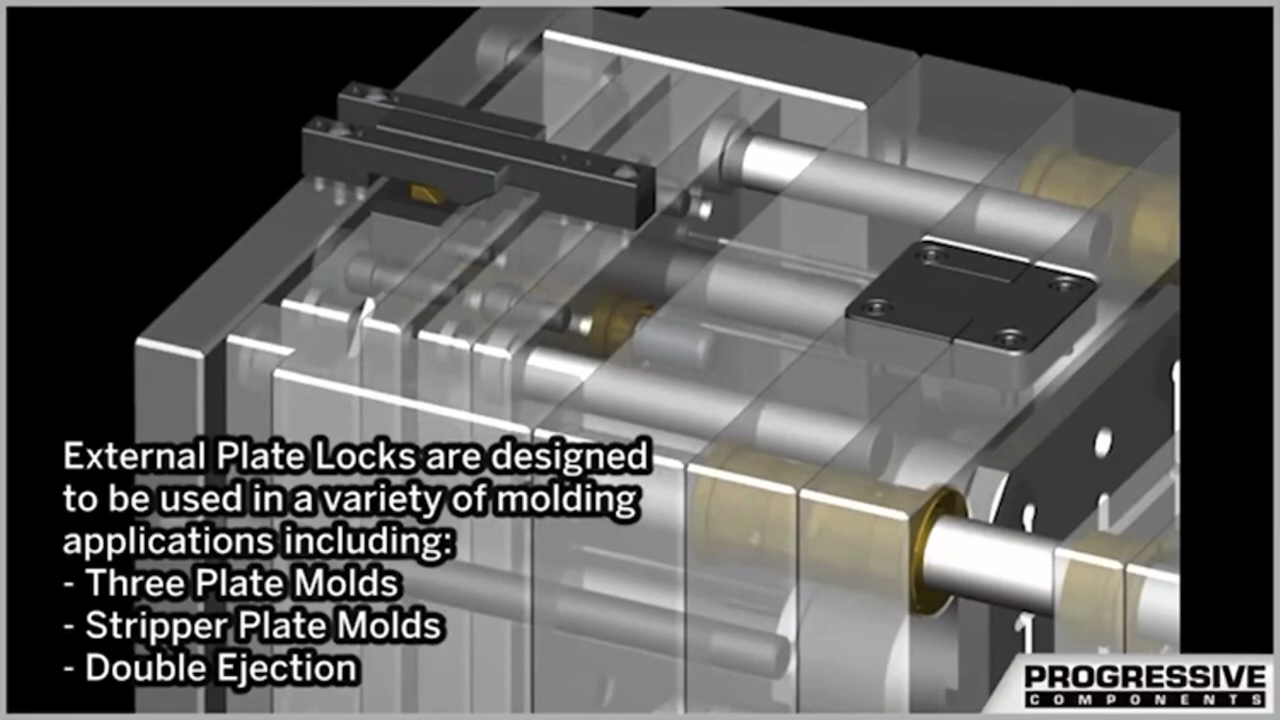 External Plate Locks are designed
to be used in a variety of molding
applications including:
- Three Plate Molds
- Stripper Plate Molds
- Double Ejection
PROGRESSIVE
COMPONENTS